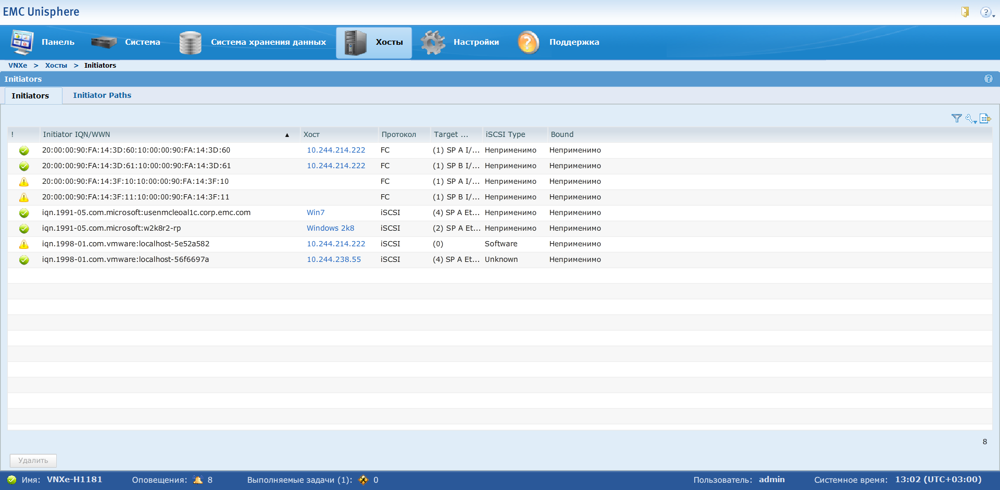 EMC Unisphere
Панель Система Система хранения данных Хосты Настройки Поддержка
VNXe > Хосты > Initiators
Initiators
Initiators Initiator Paths
! Initiator IQN/WWN ▲ Хост Протокол Target ... iSCSI Type Bound
20:00:00:90:FA:14:3D:60:10:00:00:90:FA:14:3D:60 10.244.214.222 FC (1) SP A I/... Неприменимо Неприменимо
20:00:00:90:FA:14:3D:61:10:00:00:90:FA:14:3D:61 10.244.214.222 FC (1) SP B I/... Неприменимо Неприменимо
20:00:00:90:FA:14:3F:10:10:00:00:90:FA:14:3F:10 FC (1) SP A I/... Неприменимо Неприменимо
20:00:00:90:FA:14:3F:11:10:00:00:90:FA:14:3F:11 FC (1) SP B I/... Неприменимо Неприменимо
iqn.1991-05.com.microsoft:usenmcleoal1c.corp.emc.com Win7 iSCSI (4) SP A Et... Неприменимо Неприменимо
iqn.1991-05.com.microsoft:w2k8r2-rp Windows 2k8 iSCSI (2) SP A Et... Неприменимо Неприменимо
iqn.1998-01.com.vmware:localhost-5e52a582 10.244.214.222 iSCSI (0) Software Неприменимо
iqn.1998-01.com.vmware:localhost-56f6697a 10.244.238.55 iSCSI (4) SP A Et... Unknown Неприменимо
8
Удалить
Имя: VNXe-H1181 Оповещения: 8 Выполняемые задачи (1): 0 Пользователь: admin Системное время: 13:02 (UTC+03:00)